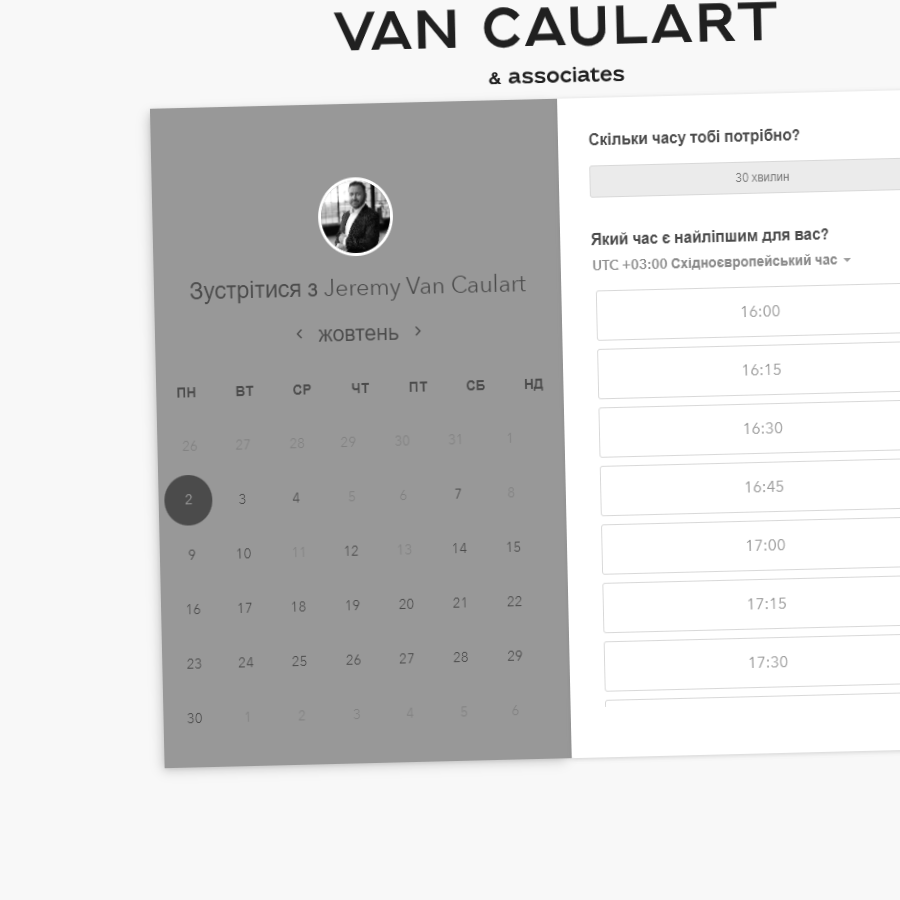 VAN CAULART
& associates
Зустрітися з Jeremy Van Caulart
‹ жовтень ›
ПН ВТ СР ЧТ ПТ СБ НД
26 27 28 29 30 31 1
2 3 4 5 6 7 8
9 10 11 12 13 14 15
16 17 18 19 20 21 22
23 24 25 26 27 28 29
30 1 2 3 4 5 6
Скільки часу тобі потрібно?
30 хвилин
Який час є найліпшим для вас?
UTC +03:00 Східноєвропейський час
16:00
16:15
16:30
16:45
17:00
17:15
17:30